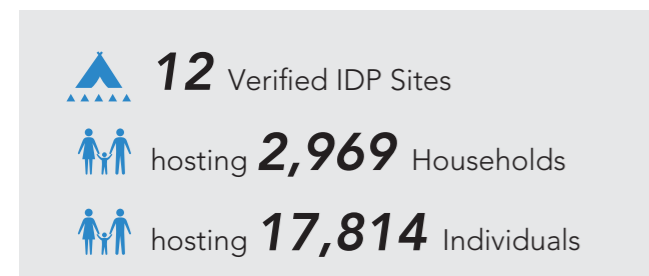 12 Verified IDP Sites
hosting 2,969 Households
hosting 17,814 Individuals